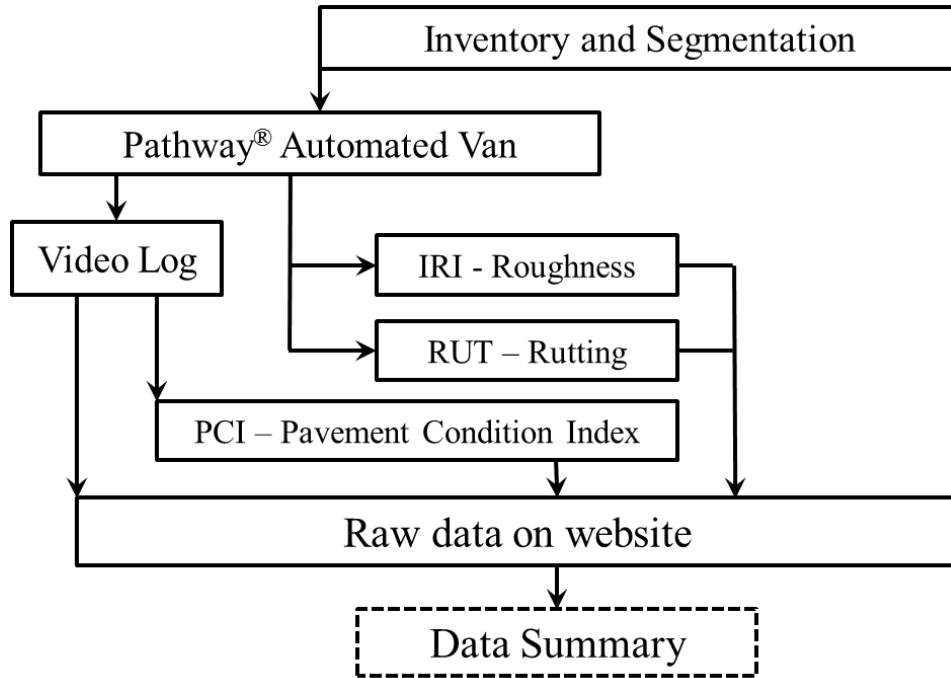 Inventory and Segmentation
Pathway® Automated Van
Video Log
IRI - Roughness
RUT – Rutting
PCI – Pavement Condition Index
Raw data on website
Data Summary